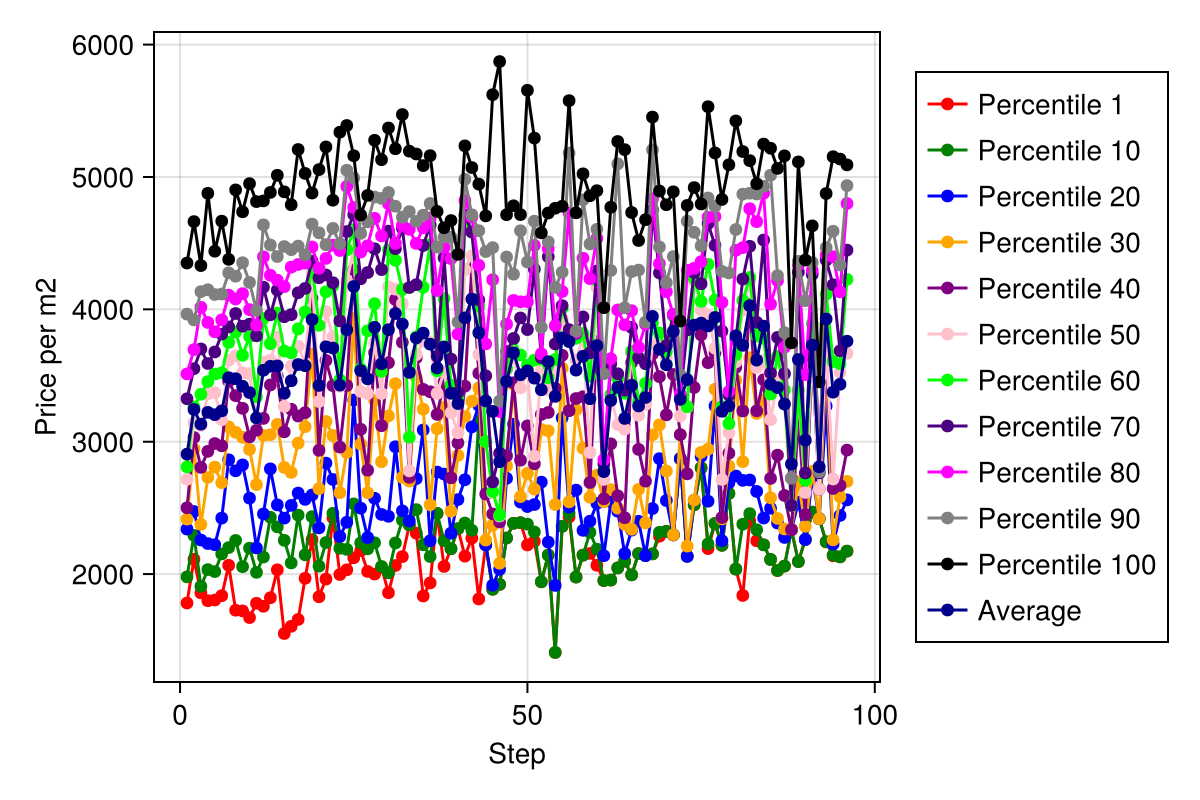 6000
5000
4000
3000
2000
Price per m2
0
50
100
Step
Percentile 1
Percentile 10
Percentile 20
Percentile 30
Percentile 40
Percentile 50
Percentile 60
Percentile 70
Percentile 80
Percentile 90
Percentile 100
Average